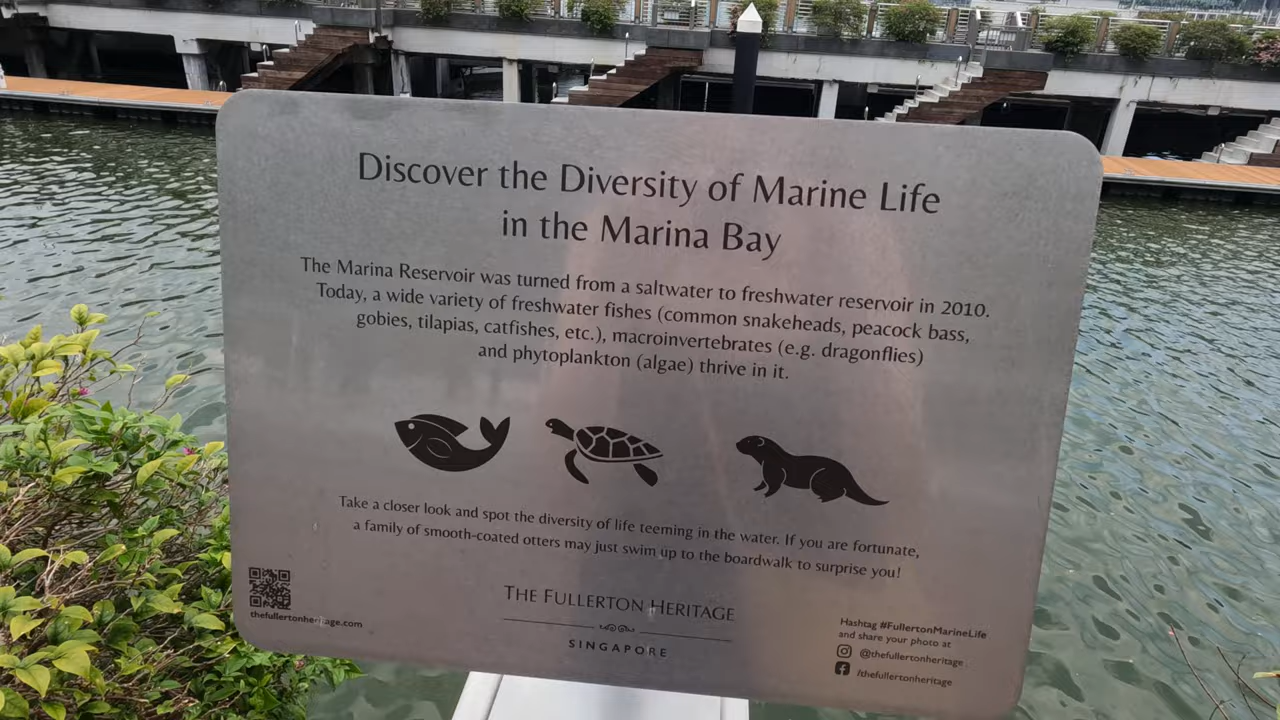 Discover the Diversity of Marine Life
in the Marina Bay
The Marina Reservoir was turned from a saltwater to freshwater reservoir in 2010.
Today, a wide variety of freshwater fishes (common snakeheads, peacock bass,
gobies, tilapias, catfishes, etc.), macroinvertebrates (e.g. dragonflies)
and phytoplankton (algae) thrive in it.
Take a closer look and spot the diversity of life teeming in the water. If you are fortunate,
a family of smooth-coated otters may just swim up to the boardwalk to surprise you!
thefullertonheritage.com
THE FULLERTON HERITAGE
SINGAPORE
Hashtag #FullertonMarineLife
and share your photo at
@thefullertonheritage
/thefullertonheritage